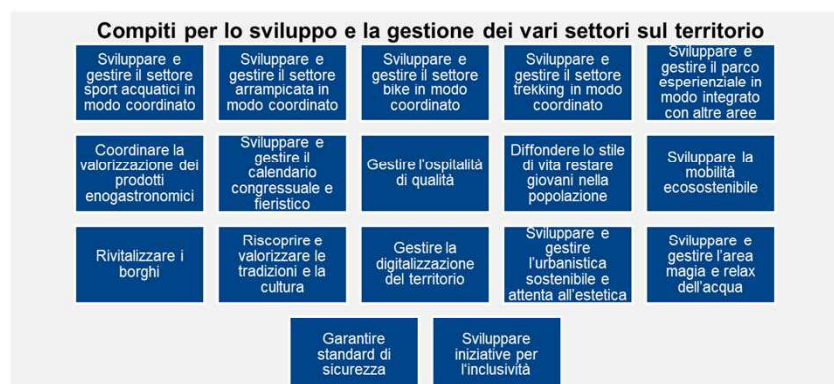 Compiti per lo sviluppo e la gestione dei vari settori sul territorio
Sviluppare e
gestire il settore
sport acquatici in
modo coordinato
Sviluppare e
gestire il settore
arrampicata in
modo coordinato
Sviluppare e
gestire il settore
bike in modo
coordinato
Sviluppare e
gestire il settore
trekking in modo
coordinato
Sviluppare e
gestire il parco
esperienziale in
modo integrato
con altre aree
Coordinare la
valorizzazione dei
prodotti
enogastronomici
Sviluppare e
gestire il
calendario
congressuale e
fieristico
Gestire l'ospitalità
di qualità
Diffondere lo stile
di vita restare
giovani nella
popolazione
Sviluppare la
mobilità
ecosostenibile
Rivitalizzare i
borghi
Riscoprire e
valorizzare le
tradizioni e la
cultura
Gestire la
digitalizzazione
del territorio
Sviluppare e
gestire
l'urbanistica
sostenibile e
attenta all'estetica
Sviluppare e
gestire l'area
magia e relax
dell'acqua
Garantire
standard di
sicurezza
Sviluppare
iniziative per
l'inclusività